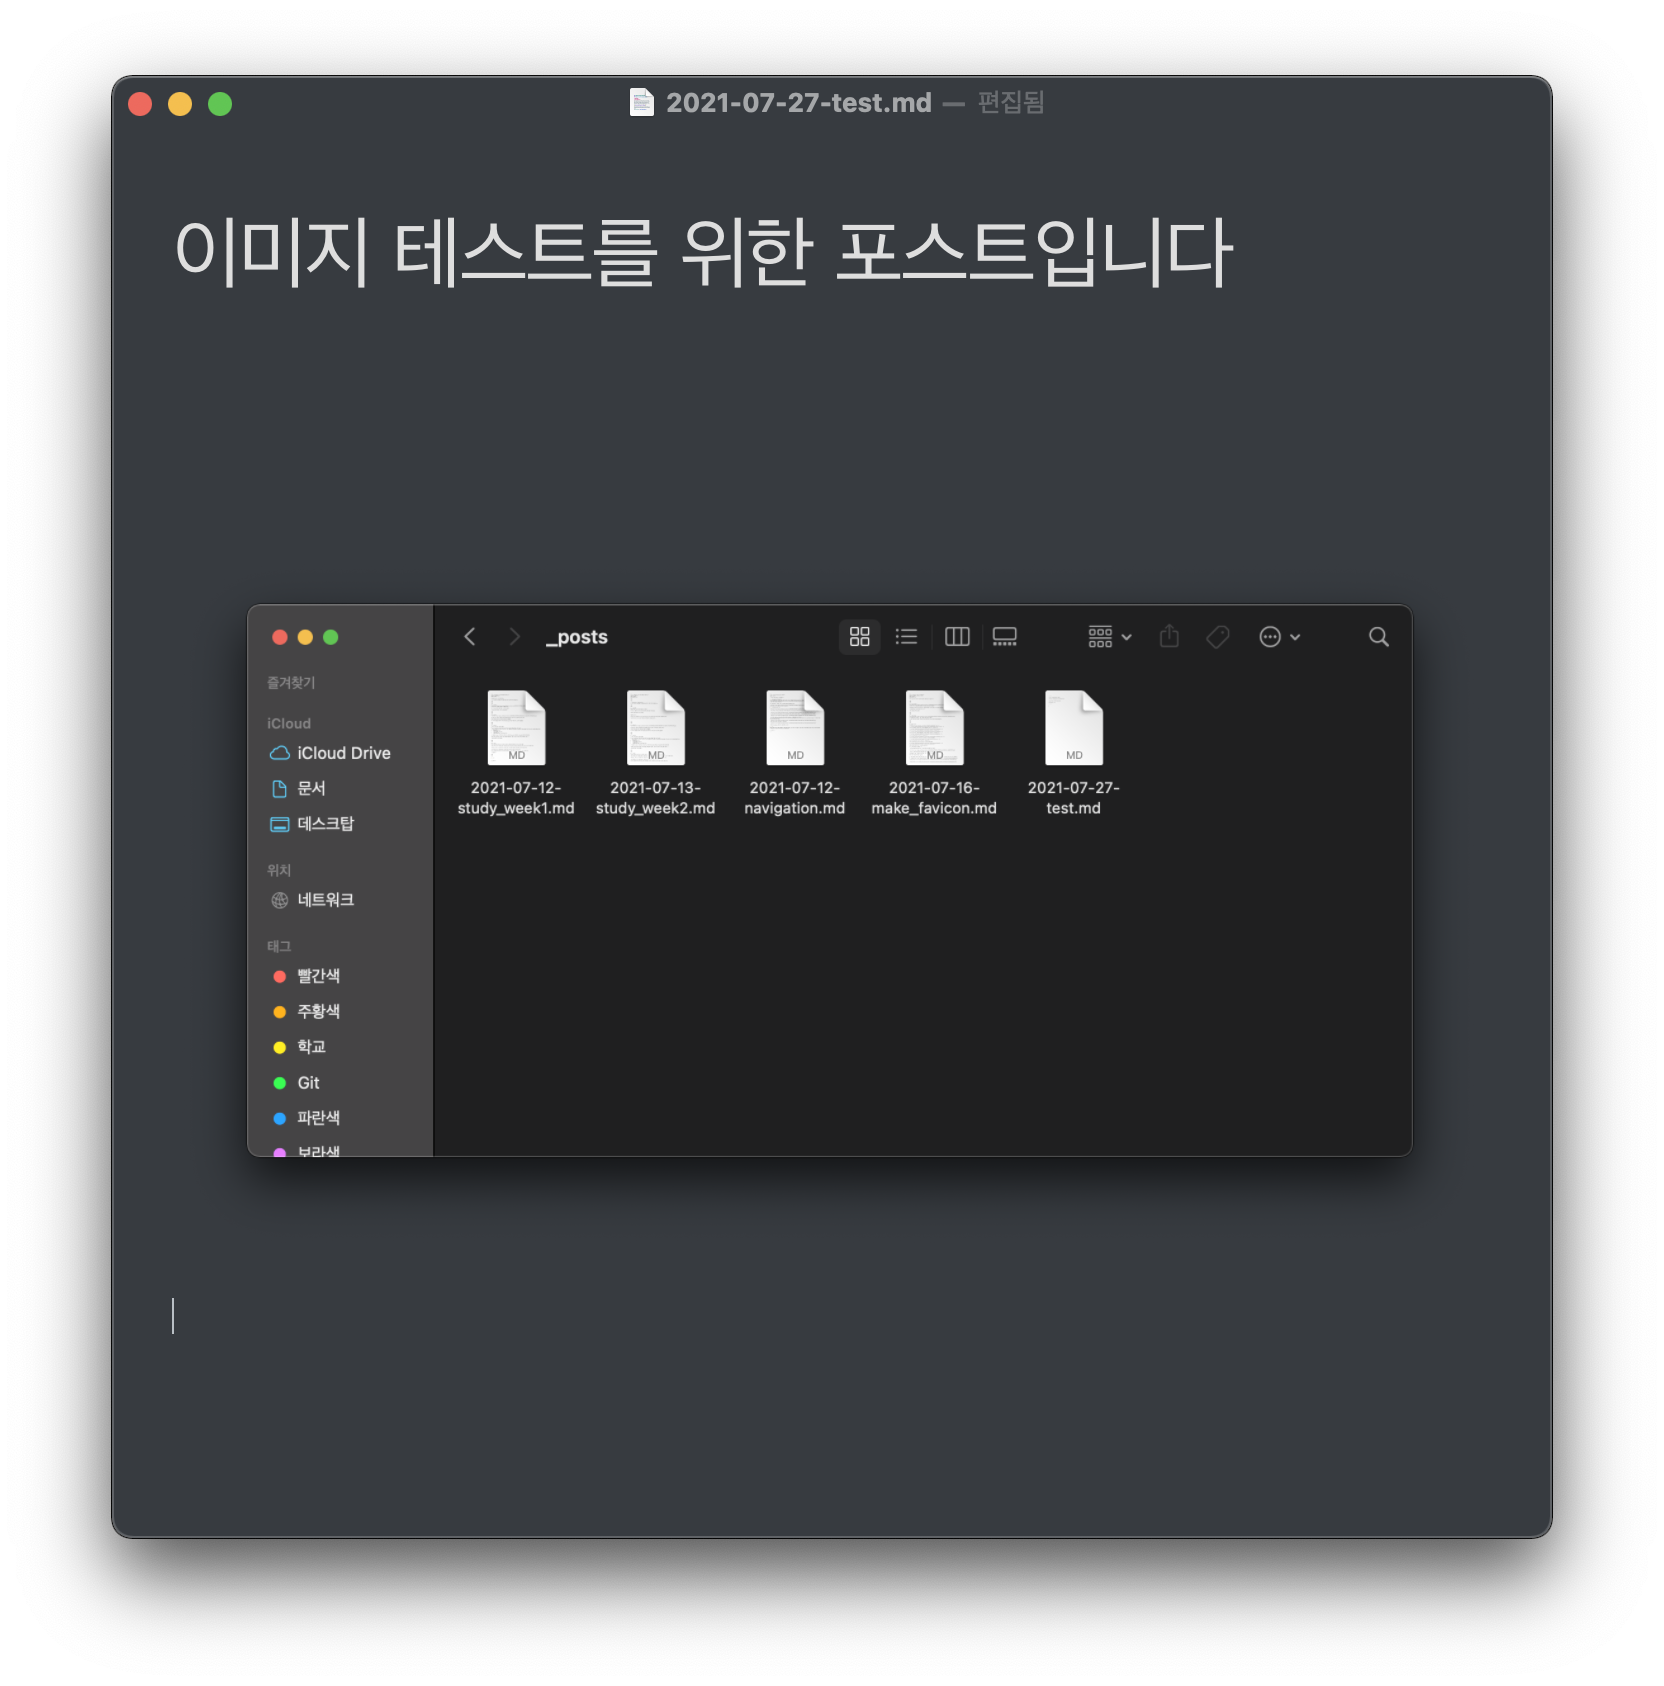 2021-07-27-test.md — 편집됨
이미지 테스트를 위한 포스트입니다
_posts
즐겨찾기
iCloud
iCloud Drive
문서
데스크탑
위치
네트워크
태그
빨간색
주황색
학교
Git
파란색
보라색
MD
2021-07-12-
study_week1.md
MD
2021-07-13-
study_week2.md
MD
2021-07-12-
navigation.md
MD
2021-07-16-
make_favicon.md
MD
2021-07-27-
test.md